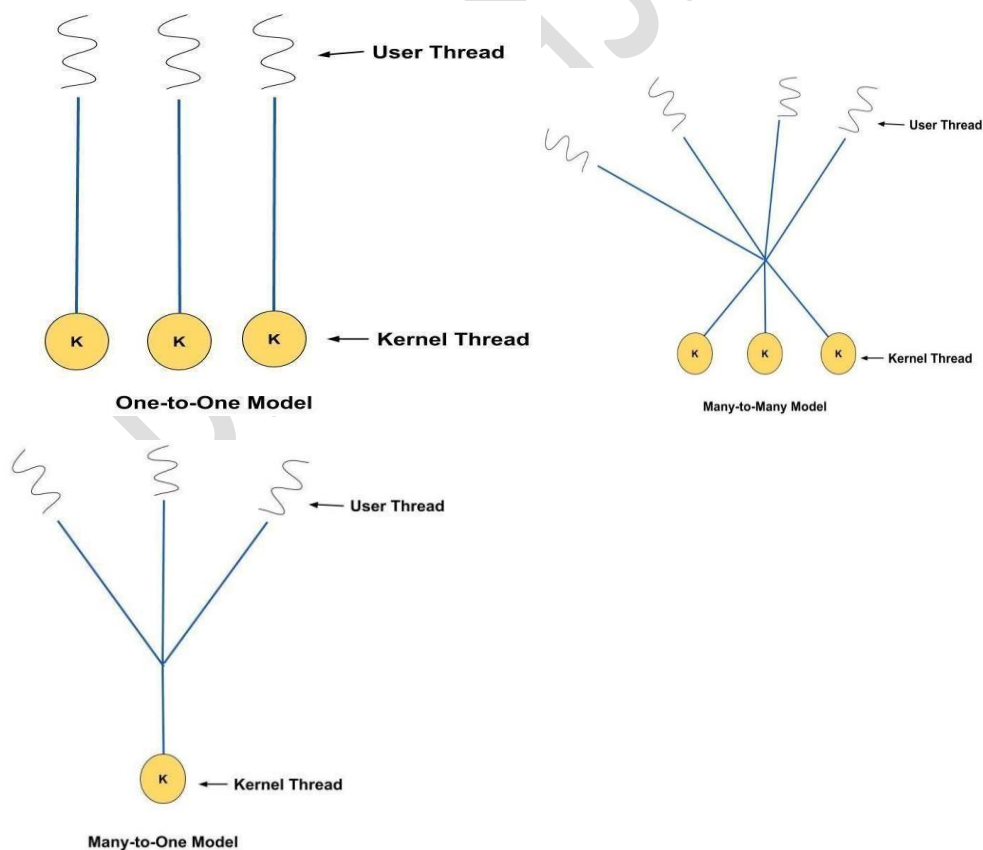 User Thread
K
K
K
Kernel Thread
One-to-One Model
User Thread
K
K
K
Kernel Thread
Many-to-Many Model
User Thread
K
Kernel Thread
Many-to-One Model